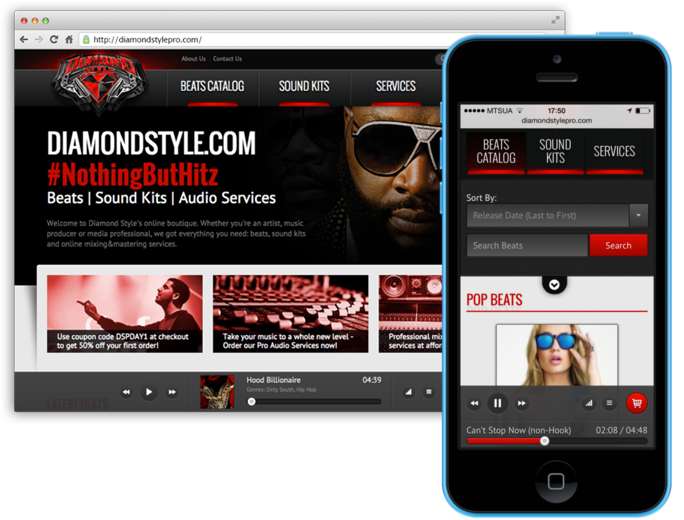 http://diamondstylepro.com/
About Us
Contact Us
DIAMOND
STYLE
BEATS CATALOG
SOUND KITS
SERVICES
DIAMONDSTYLE.COM
#NothingButHitz
Beats | Sound Kits | Audio Services
Welcome to Diamond Style's online boutique. Whether you're an artist, music
producer or media professional, we got everything you need: beats, sound kits
and online mixing&mastering services.
Use coupon code DSPDAY1 at checkout
to get 50% off your first order!
Take your music to a whole new level -
Order our Pro Audio Services now!
Professional mix
services at affor
LATEST BEATS
Hood Billionaire
04:39
Genres: Dirty South, Hip Hop
MTSUA
17:50
diamondstylepro.com
BEATS
CATALOG
SOUND
KITS
SERVICES
Sort By:
Release Date (Last to First)
Search Beats
Search
POP BEATS
Can't Stop Now (non-Hook)
02:08 / 04:48